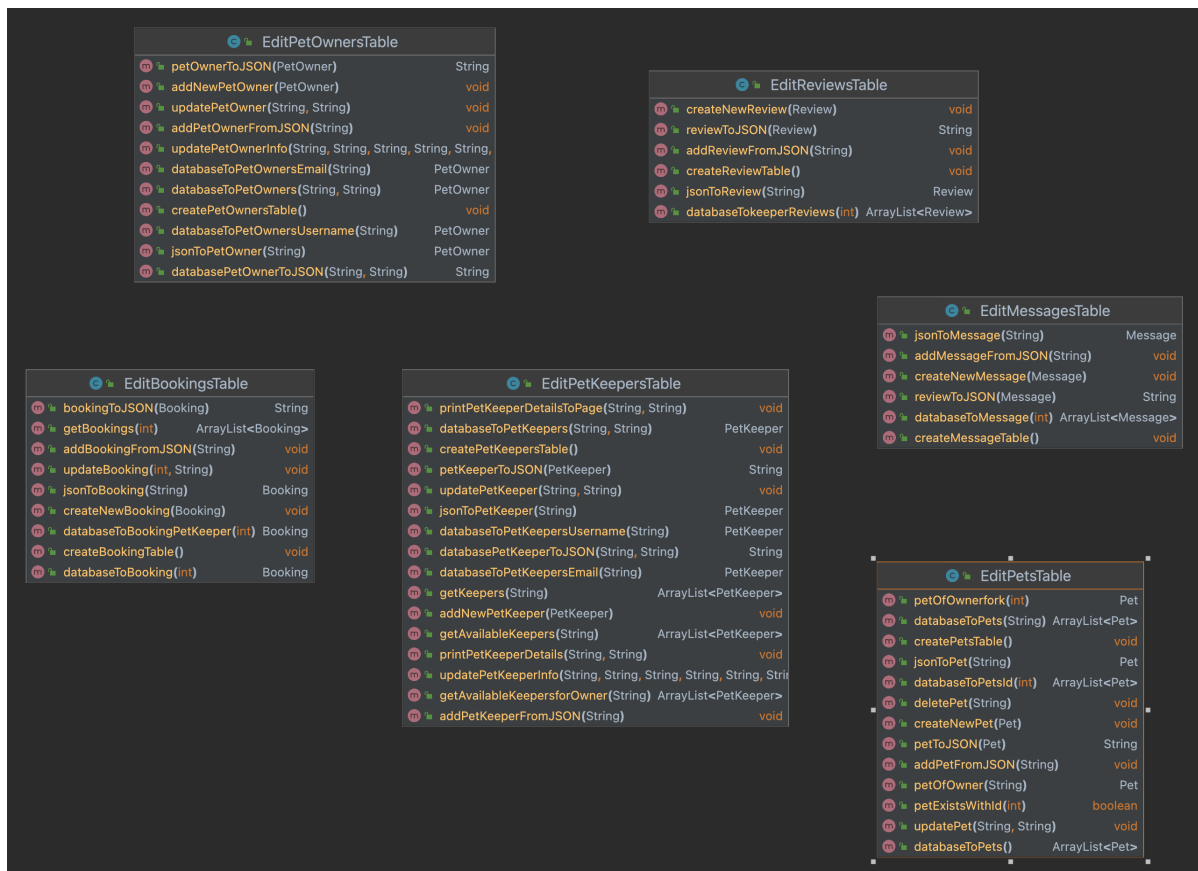 EditPetOwnersTable
petOwnerToJSON(PetOwner) String
addNewPetOwner(PetOwner) void
updatePetOwner(String, String) void
addPetOwnerFromJSON(String) void
updatePetOwnerInfo(String, String, String, String, String,
databaseToPetOwnersEmail(String) PetOwner
databaseToPetOwners(String, String) PetOwner
createPetOwnersTable() void
databaseToPetOwnersUsername(String) PetOwner
jsonToPetOwner(String) PetOwner
databasePetOwnerToJSON(String, String) String
EditReviewsTable
createNewReview(Review) void
reviewToJSON(Review) String
addReviewFromJSON(String) void
createReviewTable() void
jsonToReview(String) Review
databaseTokeeperReviews(int) ArrayList<Review>
EditMessagesTable
jsonToMessage(String) Message
addMessageFromJSON(String) void
createNewMessage(Message) void
reviewToJSON(Message) String
databaseToMessage(int) ArrayList<Message>
createMessageTable() void
EditBookingsTable
bookingToJSON(Booking) String
getBookings(int) ArrayList<Booking>
addBookingFromJSON(String) void
updateBooking(int, String) void
jsonToBooking(String) Booking
createNewBooking(Booking) void
databaseToBookingPetKeeper(int) Booking
createBookingTable() void
databaseToBooking(int) Booking
EditPetKeepersTable
printPetKeeperDetailsToPage(String, String) void
databaseToPetKeepers(String, String) PetKeeper
createPetKeepersTable() void
petKeeperToJSON(PetKeeper) String
updatePetKeeper(String, String) void
jsonToPetKeeper(String) PetKeeper
databaseToPetKeepersUsername(String) PetKeeper
databasePetKeeperToJSON(String, String) String
databaseToPetKeepersEmail(String) PetKeeper
getKeepers(String) ArrayList<PetKeeper>
addNewPetKeeper(PetKeeper) void
getAvailableKeepers(String) ArrayList<PetKeeper>
printPetKeeperDetails(String, String) void
updatePetKeeperInfo(String, String, String, String, String, Stri
getAvailableKeepersforOwner(String) ArrayList<PetKeeper>
addPetKeeperFromJSON(String) void
EditPetsTable
petOfOwnerfork(int) Pet
databaseToPets(String) ArrayList<Pet>
createPetsTable() void
jsonToPet(String) Pet
databaseToPetsId(int) ArrayList<Pet>
deletePet(String) void
createNewPet(Pet) void
petToJSON(Pet) String
addPetFromJSON(String) void
petOfOwner(String) Pet
petExistsWithId(int) boolean
updatePet(String, String) void
databaseToPets() ArrayList<Pet>